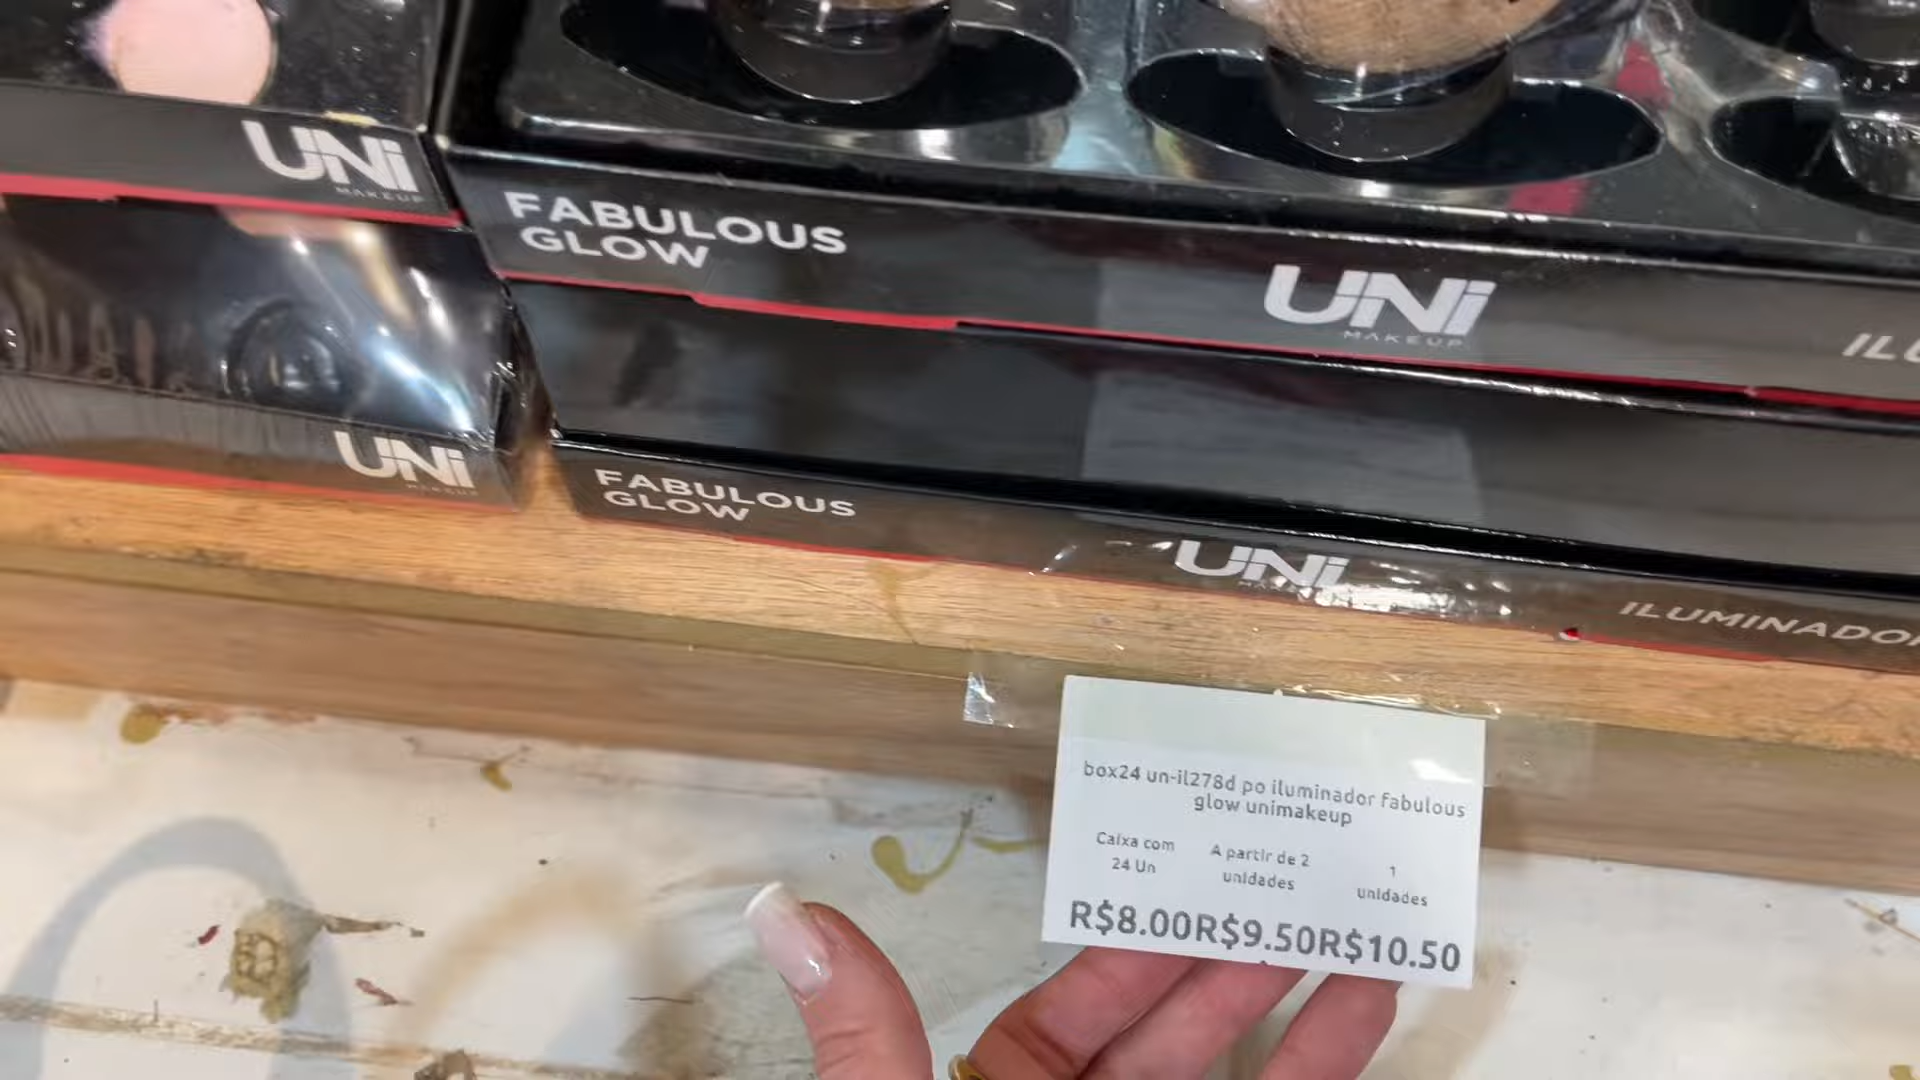 UNi
MAKEUP
FABULOUS
GLOW
UNi
MAKEUP
UNi
MAKEUP
FABULOUS
GLOW
UNi
ILUMINADOR
box24 un-il278d po iluminador fabulous
glow unimakeup
Caixa com
24 Un
A partir de 2
unidades
1
unidades
R$8.00R$9.50R$10.50